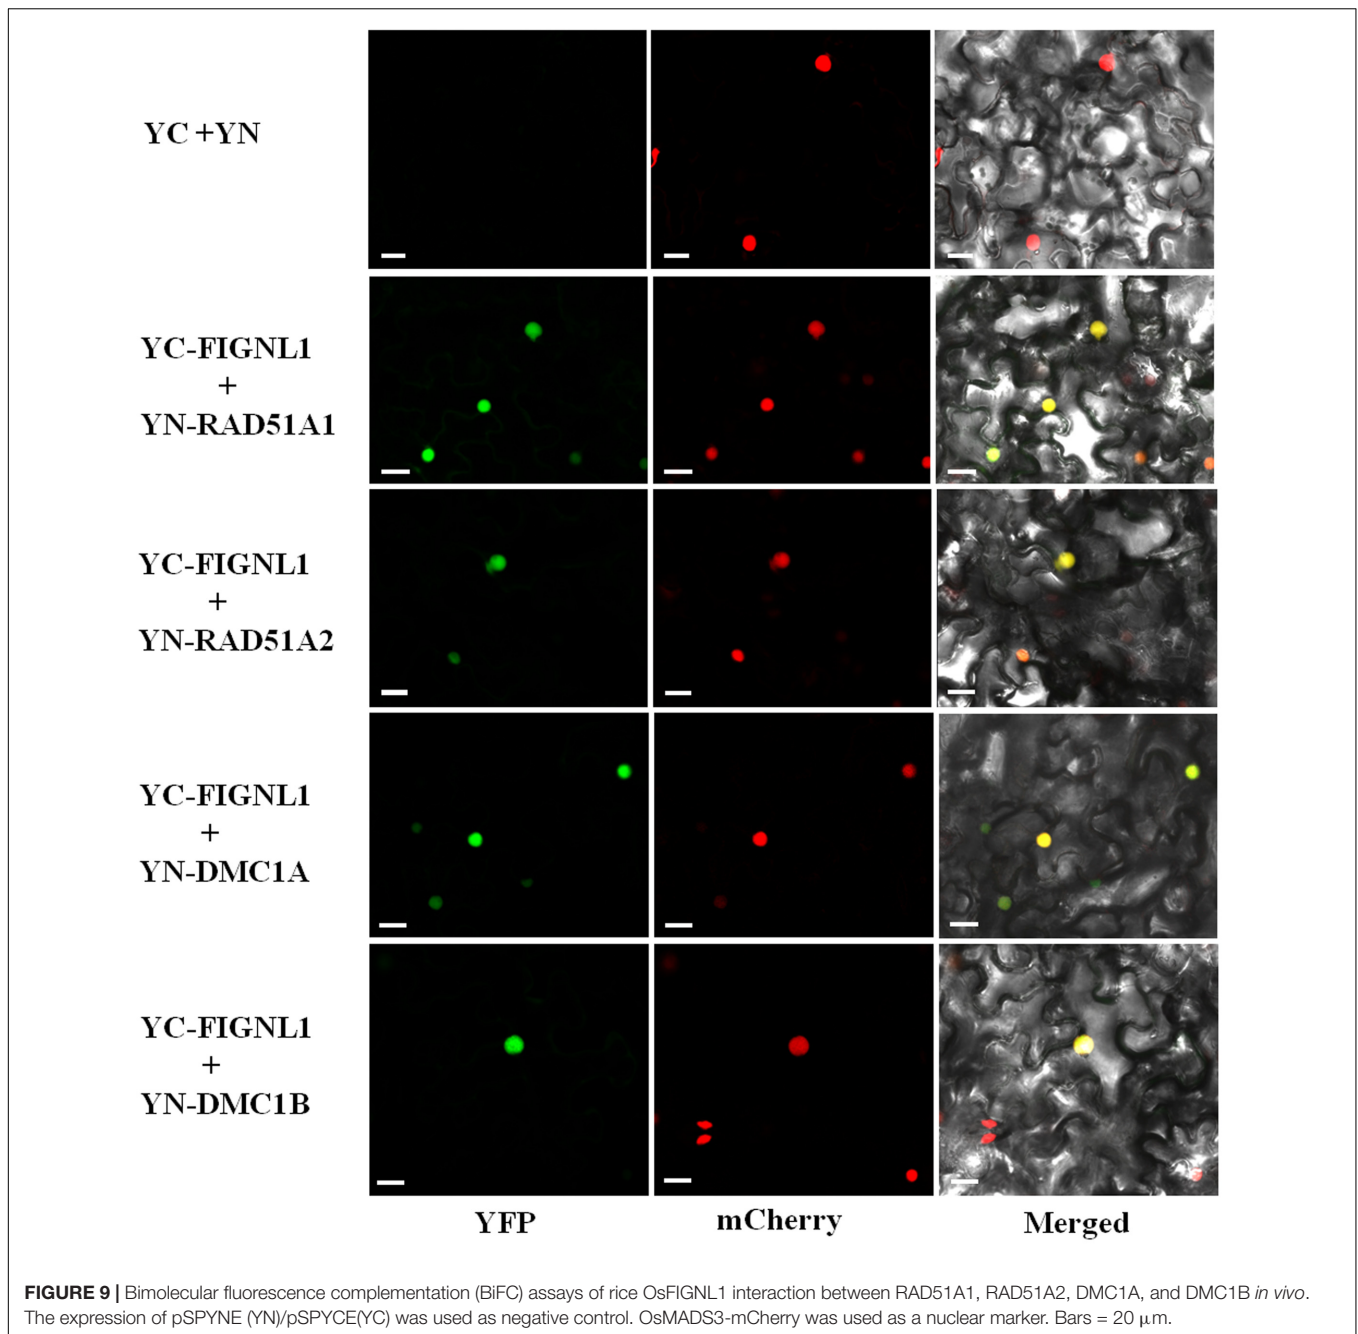 YC +YN
YC-FIGNL1
+
YN-RAD51A1
YC-FIGNL1
+
YN-RAD51A2
YC-FIGNL1
+
YN-DMC1A
YC-FIGNL1
+
YN-DMC1B
YFP mCherry Merged
FIGURE 9 | Bimolecular fluorescence complementation (BiFC) assays of rice OsFIGNL1 interaction between RAD51A1, RAD51A2, DMC1A, and DMC1B in vivo.
The expression of pSPYNE (YN)/pSPYCE(YC) was used as negative control. OsMADS3-mCherry was used as a nuclear marker. Bars = 20 μm.